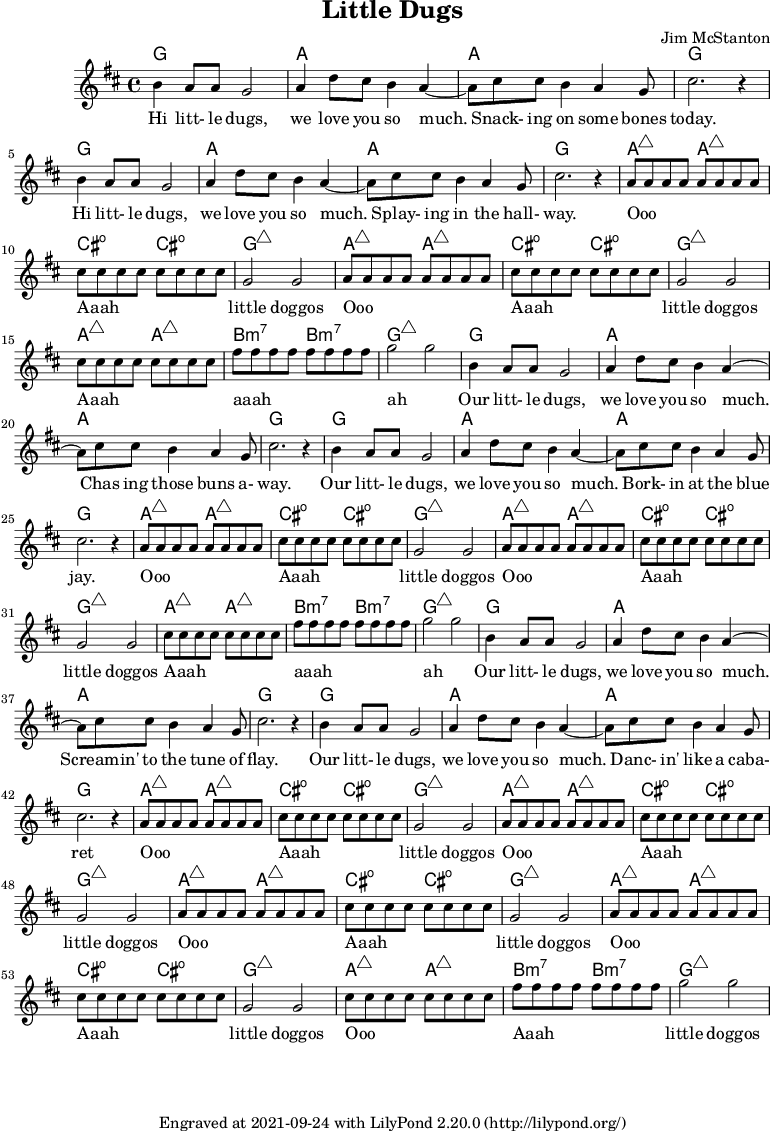 Little Dugs
Jim McStanton
G A A G
Hi litt- le dugs, we love you so much. Snack- ing on some bones today.
5
G A A G A△ A△
Hi litt- le dugs, we love you so much. Splay- ing in the hall- way. Ooo
10
C♯o C♯o G△ A△ A△ C♯o C♯o G△
Aaah little doggos Ooo Aaah little doggos
15
A△ A△ Bm7 Bm7 G△ G A
Aaah aaah ah Our litt- le dugs, we love you so much.
20
A G G A A
Chas ing those buns a- way. Our litt- le dugs, we love you so much. Bork- in at the blue
25
G A△ A△ C♯o C♯o G△ A△ A△ C♯o C♯o
jay. Ooo Aaah little doggos Ooo Aaah
31
G△ A△ A△ Bm7 Bm7 G△ G A
little doggos Aaah aaah ah Our litt- le dugs, we love you so much.
37
A G G A A
Screamin' to the tune of flay. Our litt- le dugs, we love you so much. Danc- in' like a caba-
42
G A△ A△ C♯o C♯o G△ A△ A△ C♯o C♯o
ret Ooo Aaah little doggos Ooo Aaah
48
G△ A△ A△ C♯o C♯o G△ A△ A△
little doggos Ooo Aaah little doggos Ooo
53
C♯o C♯o G△ A△ A△ Bm7 Bm7 G△
Aaah little doggos Ooo Aaah little doggos
Engraved at 2021-09-24 with LilyPond 2.20.0 (http://lilypond.org/)